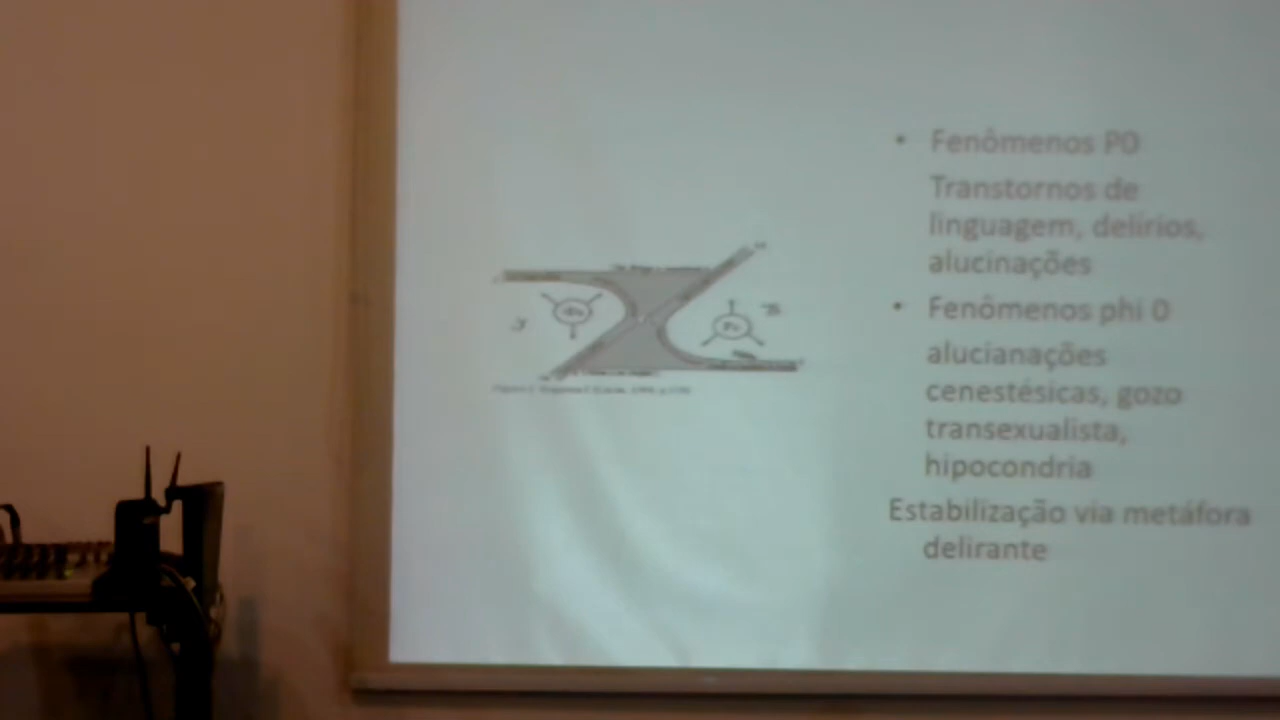 • Fenômenos P0
Transtornos de
linguagem, delírios,
alucinações
• Fenômenos phi 0
alucianações
cenestésicas, gozo
transexualista,
hipocondria
Estabilização via metáfora
delirante